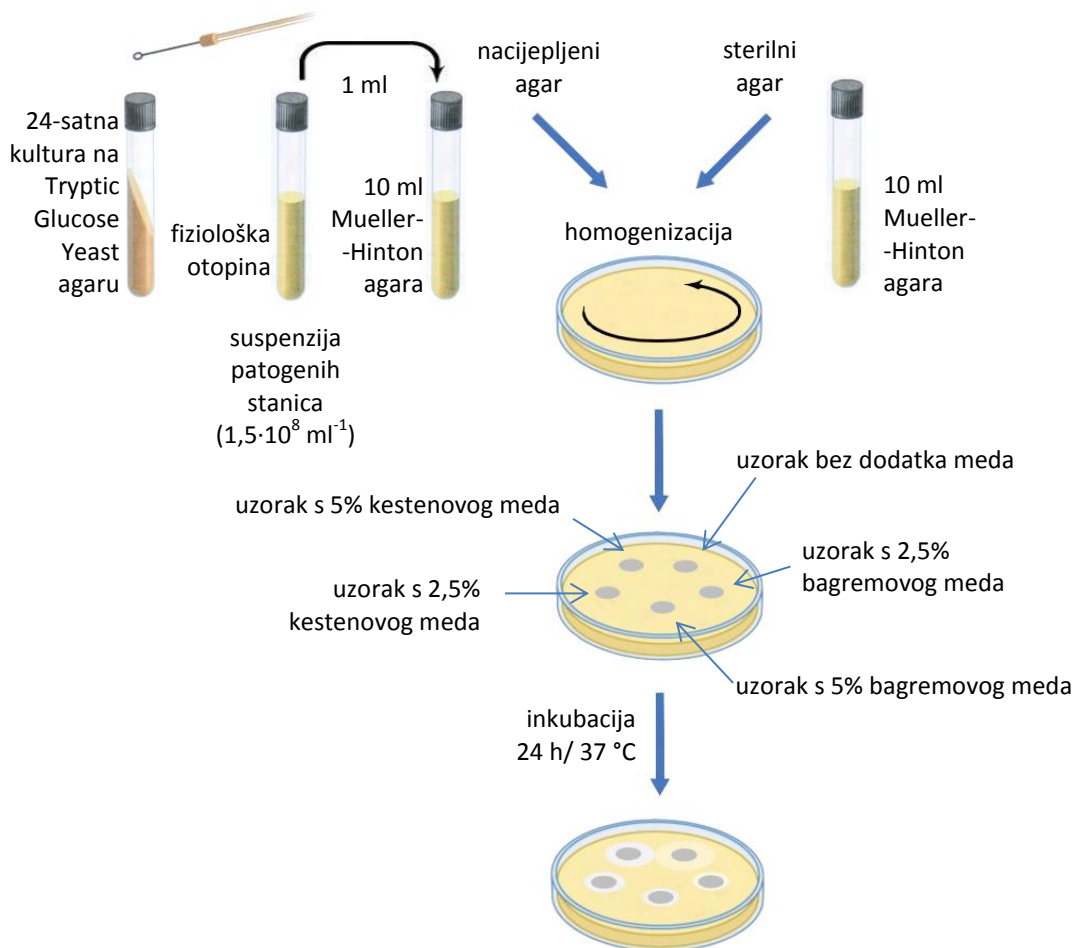 24-satna
kultura na
Tryptic
Glucose
Yeast
agaru
fiziološka
otopina
suspenzija
patogenih
stanica
(1,5·10⁸ ml⁻¹)
1 ml
10 ml
Mueller-
-Hinton
agara
nacijepljeni
agar
sterilni
agar
10 ml
Mueller-
-Hinton
agara
homogenizacija
uzorak bez dodatka meda
uzorak s 5% kestenovog meda
uzorak s 2,5%
bagremovog meda
uzorak s 2,5%
kestenovog meda
uzorak s 5% bagremovog meda
inkubacija
24 h/ 37 °C